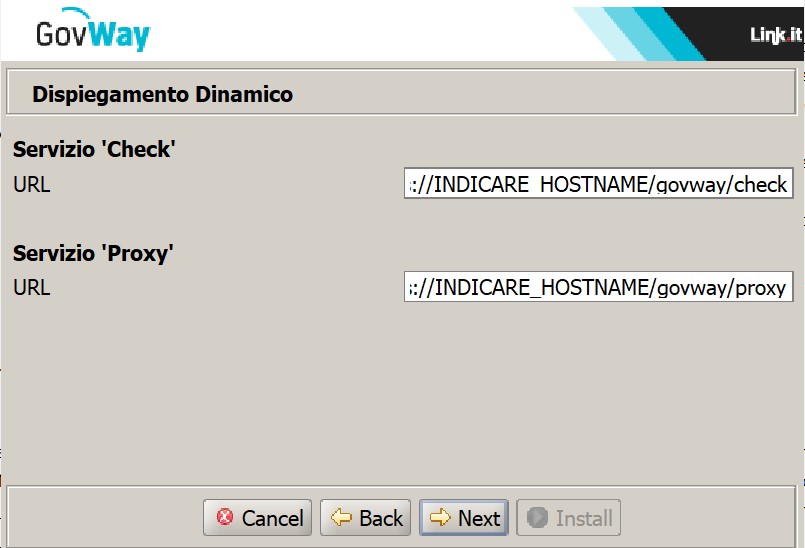 GovWay
Link.it
Dispiegamento Dinamico
Servizio 'Check'
URL
://INDICARE_HOSTNAME/govway/check
Servizio 'Proxy'
URL
://INDICARE_HOSTNAME/govway/proxy
Cancel
Back
Next
Install